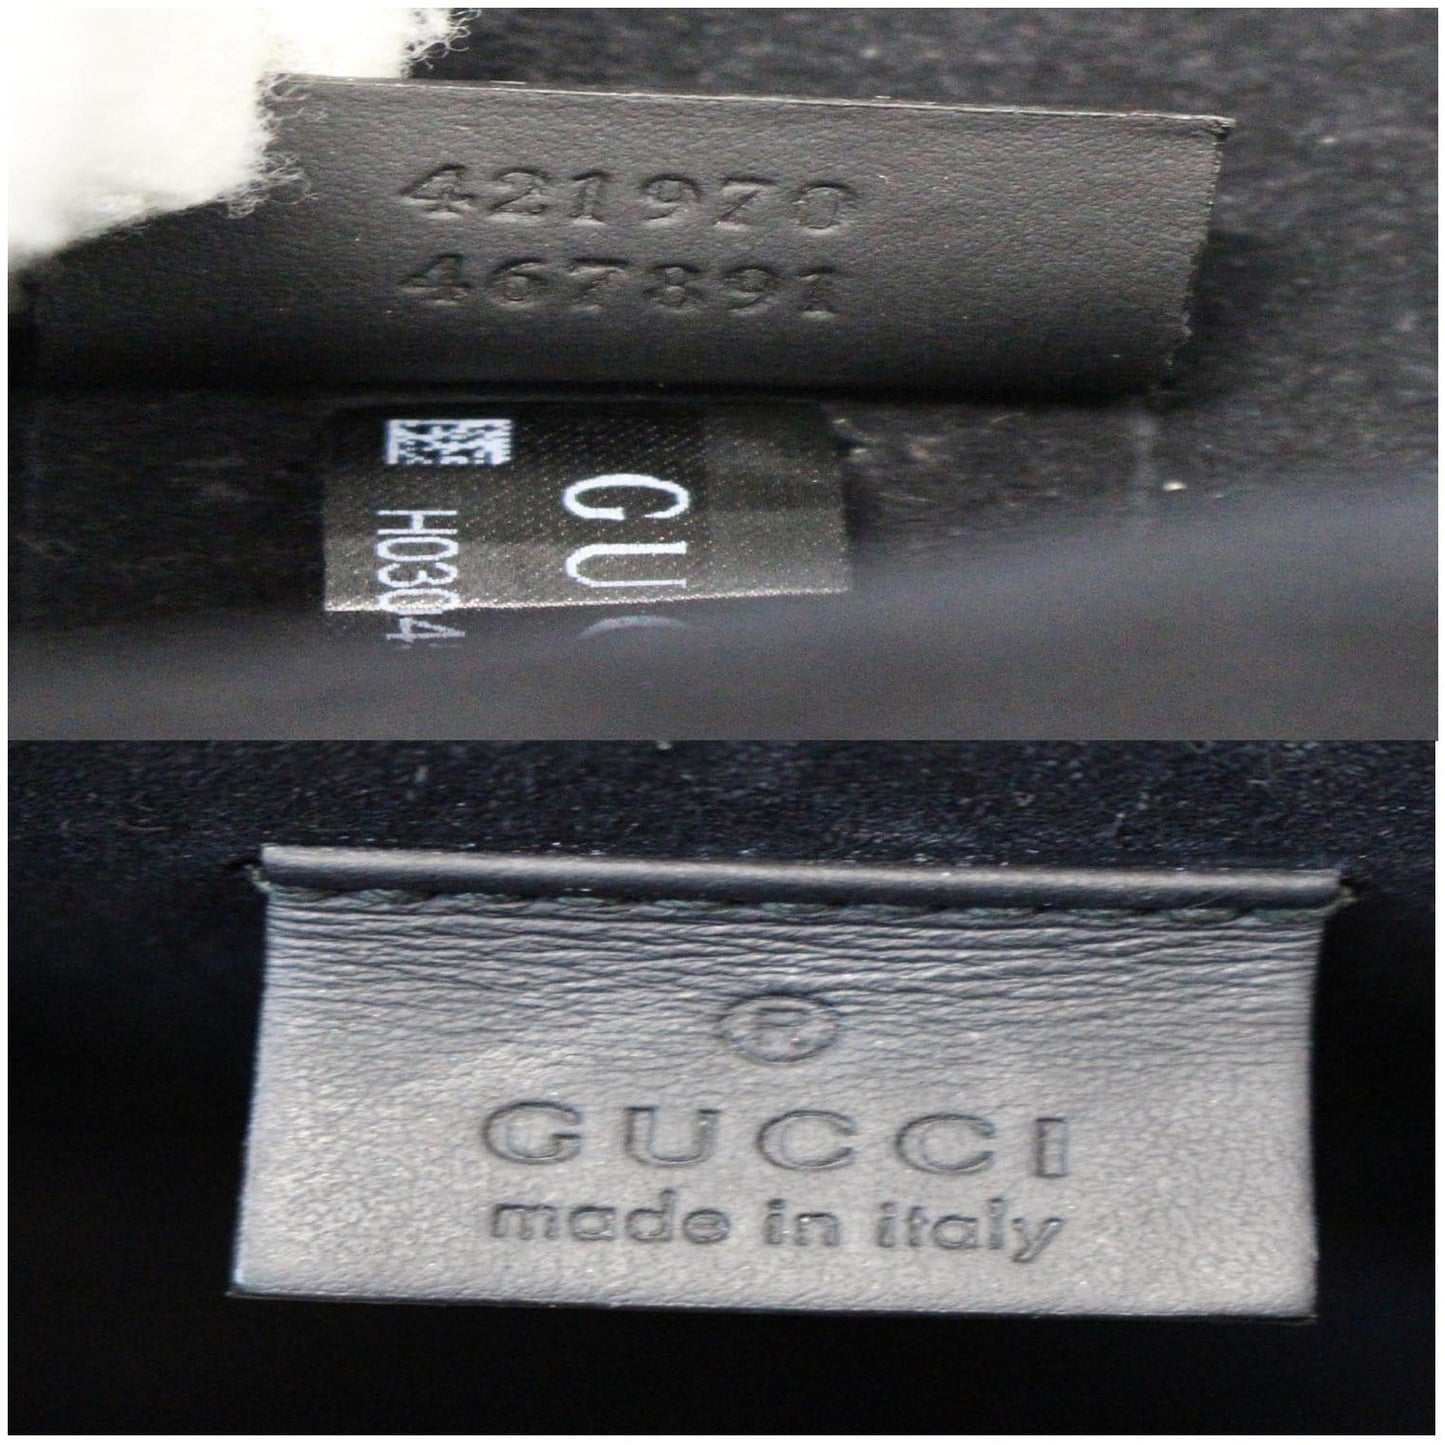 421970
467891
GU
H0304
®
GUCCI
made in italy